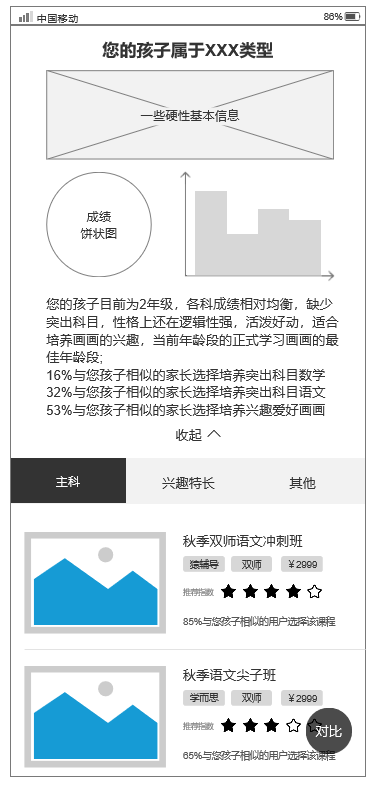 中国移动 86%
您的孩子属于XXX类型
一些硬性基本信息
成绩
饼状图
您的孩子目前为2年级，各科成绩相对均衡，缺少
突出科目，性格上还在逻辑性强，活泼好动，适合
培养画画的兴趣，当前年龄段的正式学习画画的最
佳年龄段;
16%与您孩子相似的家长选择培养突出科目数学
32%与您孩子相似的家长选择培养突出科目语文
53%与您孩子相似的家长选择培养兴趣爱好画画
收起
主科 兴趣特长 其他
秋季双师语文冲刺班
猿辅导 双师 ￥2999
推荐指数
85%与您孩子相似的用户选择该课程
秋季语文尖子班
学而思 双师 ￥2999
推荐指数
对比
65%与您孩子相似的用户选择该课程